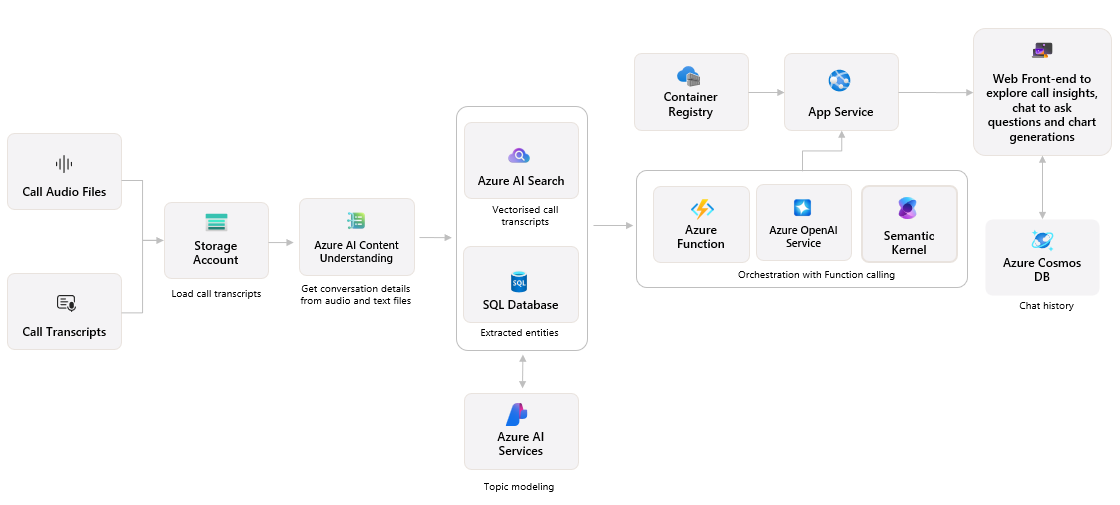 Call Audio Files
Call Transcripts
Storage
Account
Load call transcripts
Azure AI Content
Understanding
Get conversation details
from audio and text files
Azure AI Search
Vectorised call
transcripts
SQL
SQL Database
Extracted entities
Azure AI
Services
Topic modeling
Container
Registry
App Service
Azure
Function
Azure OpenAI
Service
Semantic
Kernel
Orchestration with Function calling
Web Front-end to
explore call insights,
chat to ask
questions and chart
generations
Azure Cosmos
DB
Chat history